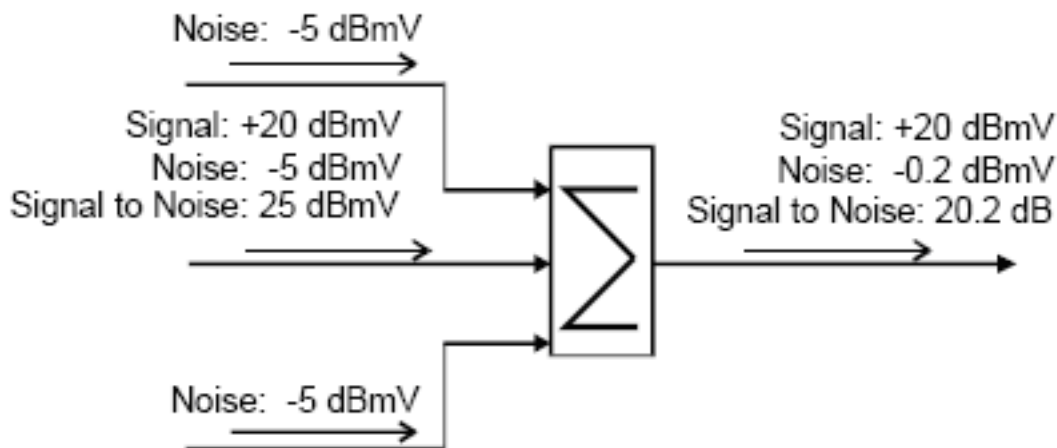 Noise: -5 dBmV
Signal: +20 dBmV
Noise: -5 dBmV
Signal to Noise: 25 dBmV
Signal: +20 dBmV
Noise: -0.2 dBmV
Signal to Noise: 20.2 dB
Noise: -5 dBmV